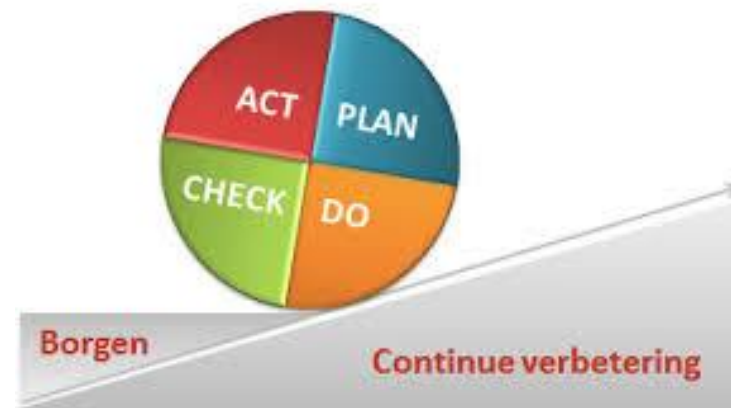 ACT
PLAN
CHECK
DO
Borgen
Continue verbetering